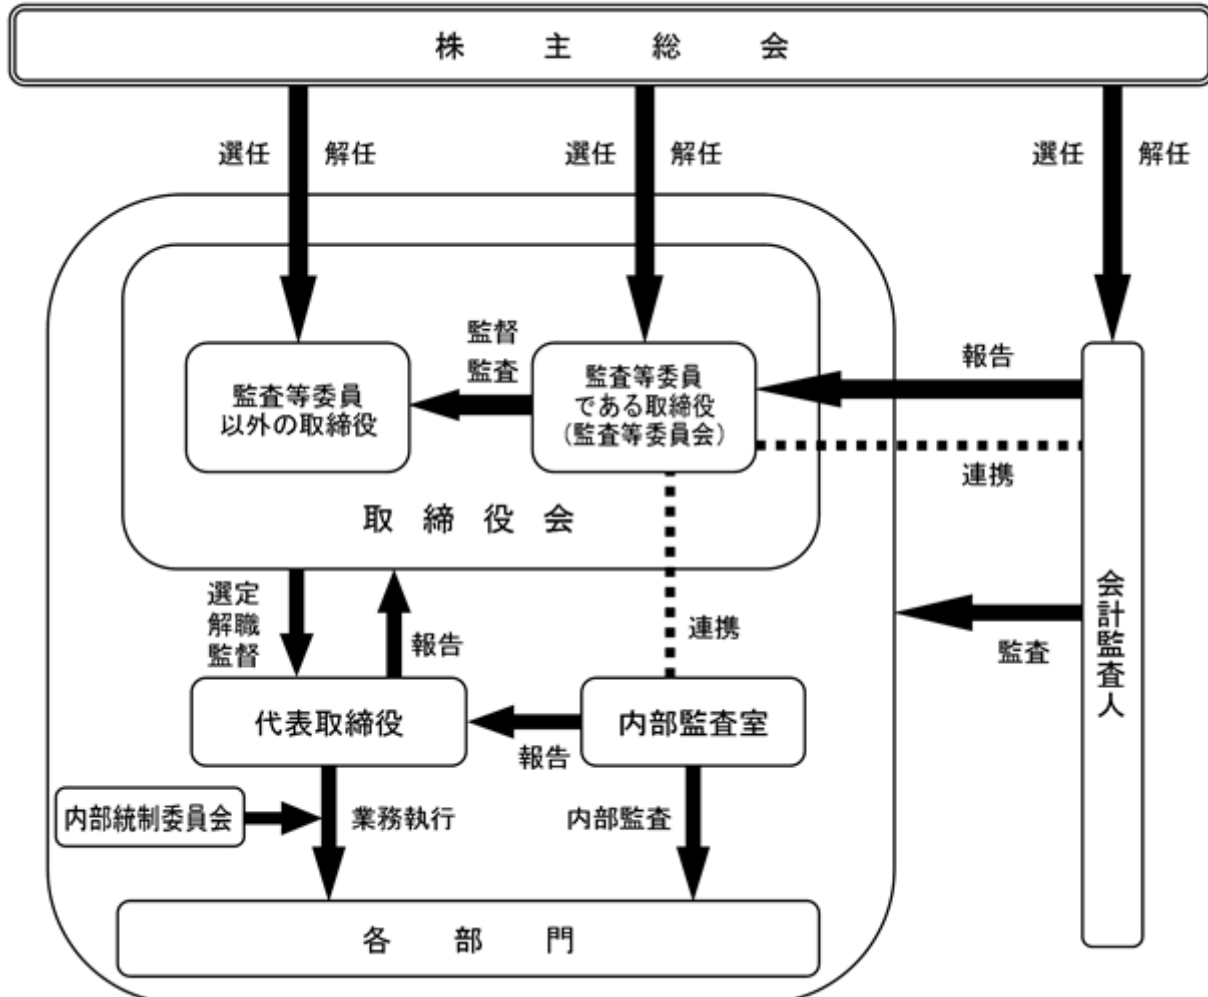 株主総会
選任
解任
選任
解任
選任
解任
監督
監査
報告
監査等委員
以外の取締役
監査等委員
である取締役
(監査等委員会)
連携
取締役会
選定
解職
監督
報告
連携
監査
会計監査人
代表取締役
報告
内部監査室
内部統制委員会
業務執行
内部監査
各部門